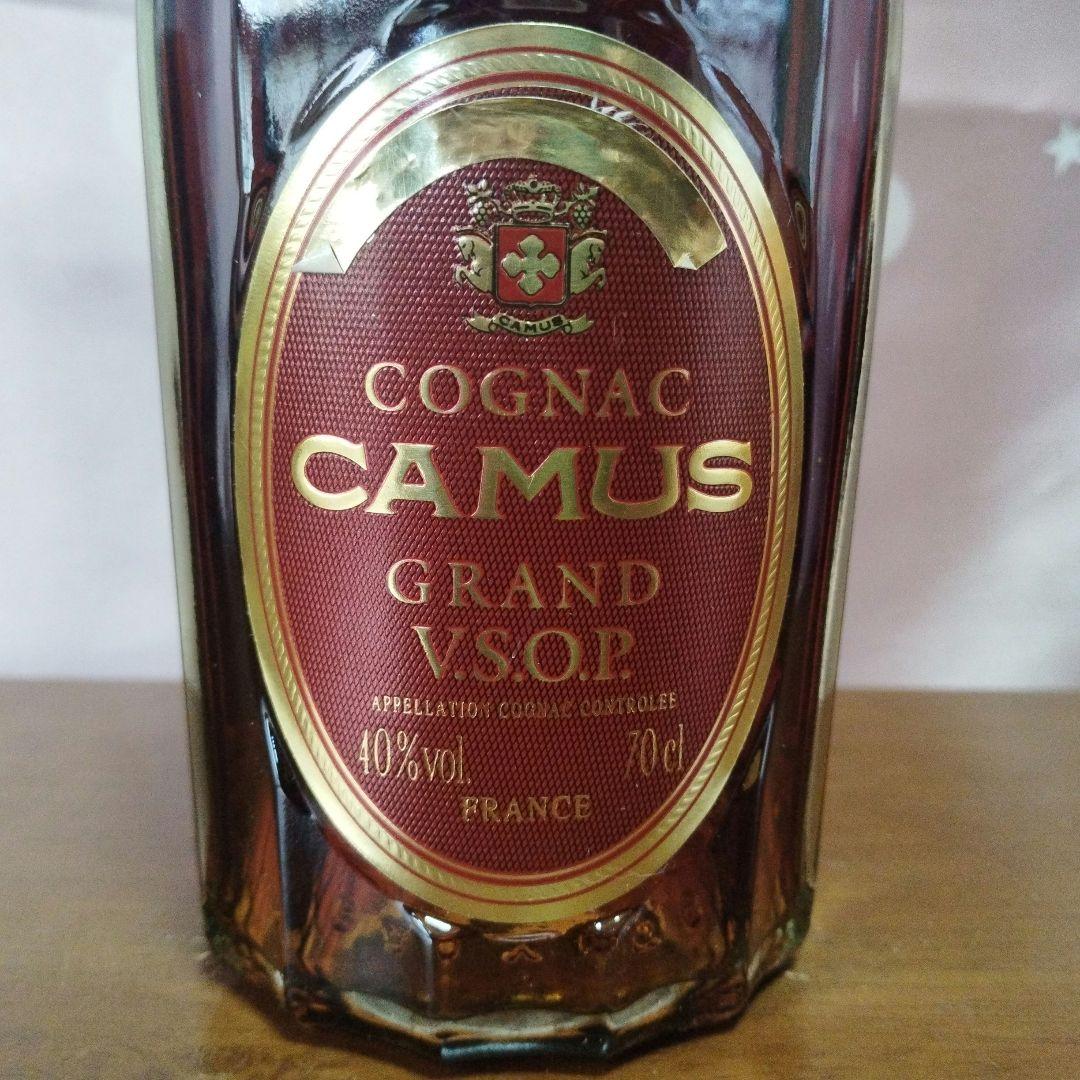 CAMUS
COGNAC
CAMUS
GRAND
V.S.O.P.
APPELLATION COGNAC CONTROLEE
40%vol. 70cl
FRANCE